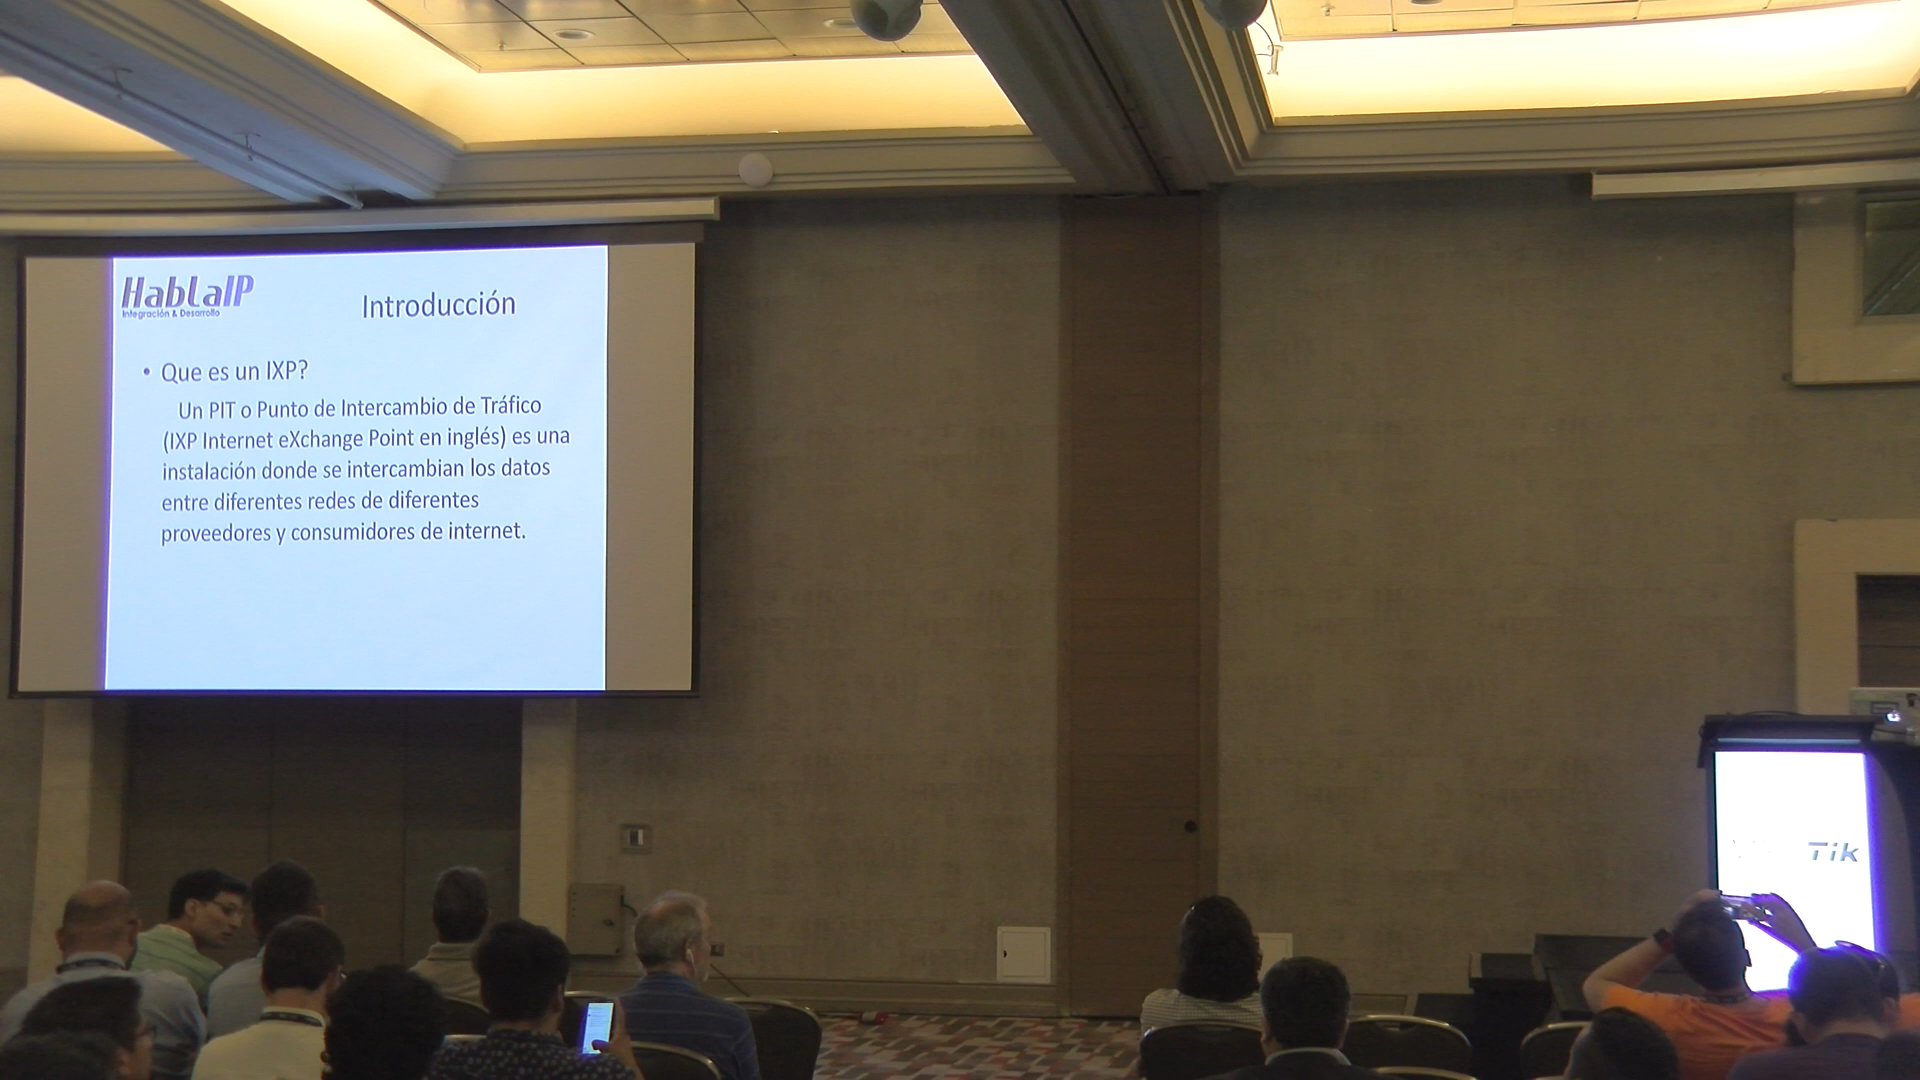 HablaIP
Integración & Desarrollo
Introducción
• Que es un IXP?
Un PIT o Punto de Intercambio de Tráfico
(IXP Internet eXchange Point en inglés) es una
instalación donde se intercambian los datos
entre diferentes redes de diferentes
proveedores y consumidores de internet.
Tik